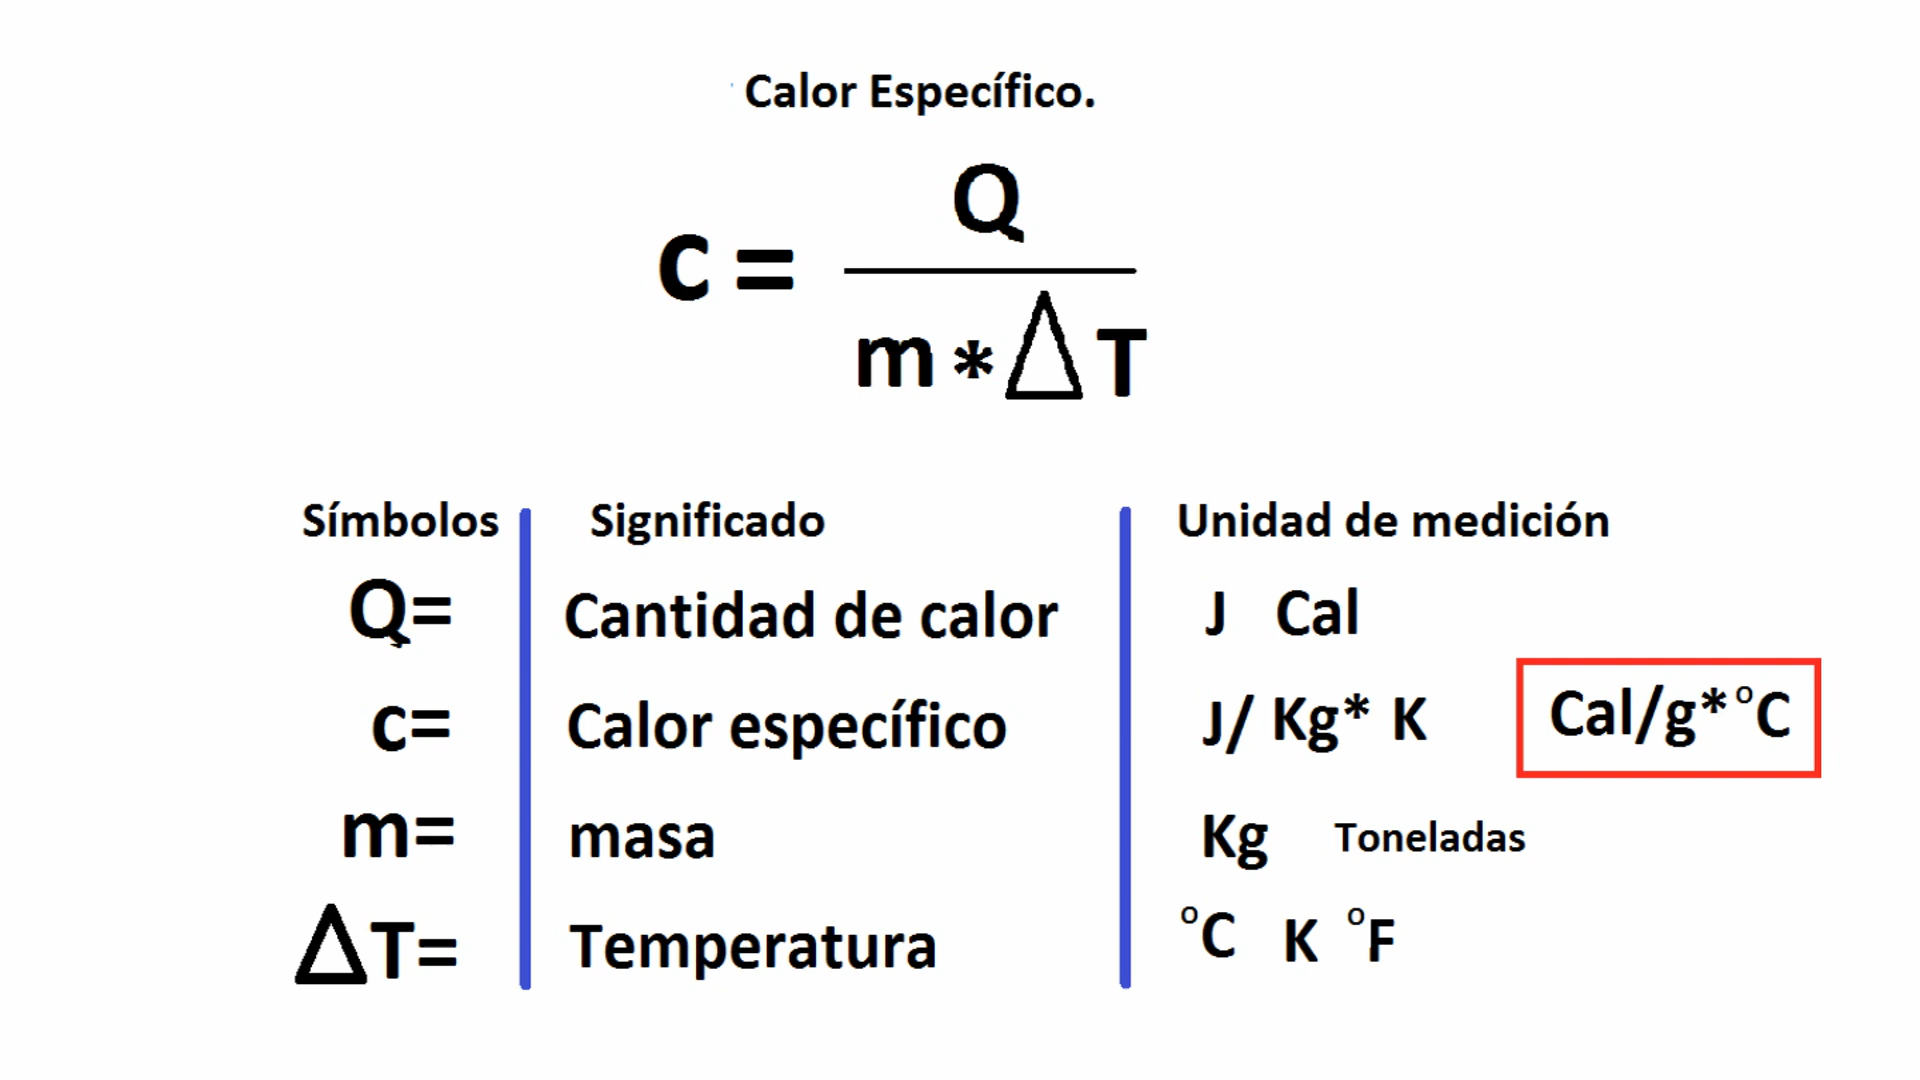 Calor Específico.
c = Q
m * Δ T
Símbolos Significado Unidad de medición
Q= Cantidad de calor J Cal
c= Calor específico J/ Kg* K Cal/g*°C
m= masa Kg Toneladas
ΔT= Temperatura °C K °F